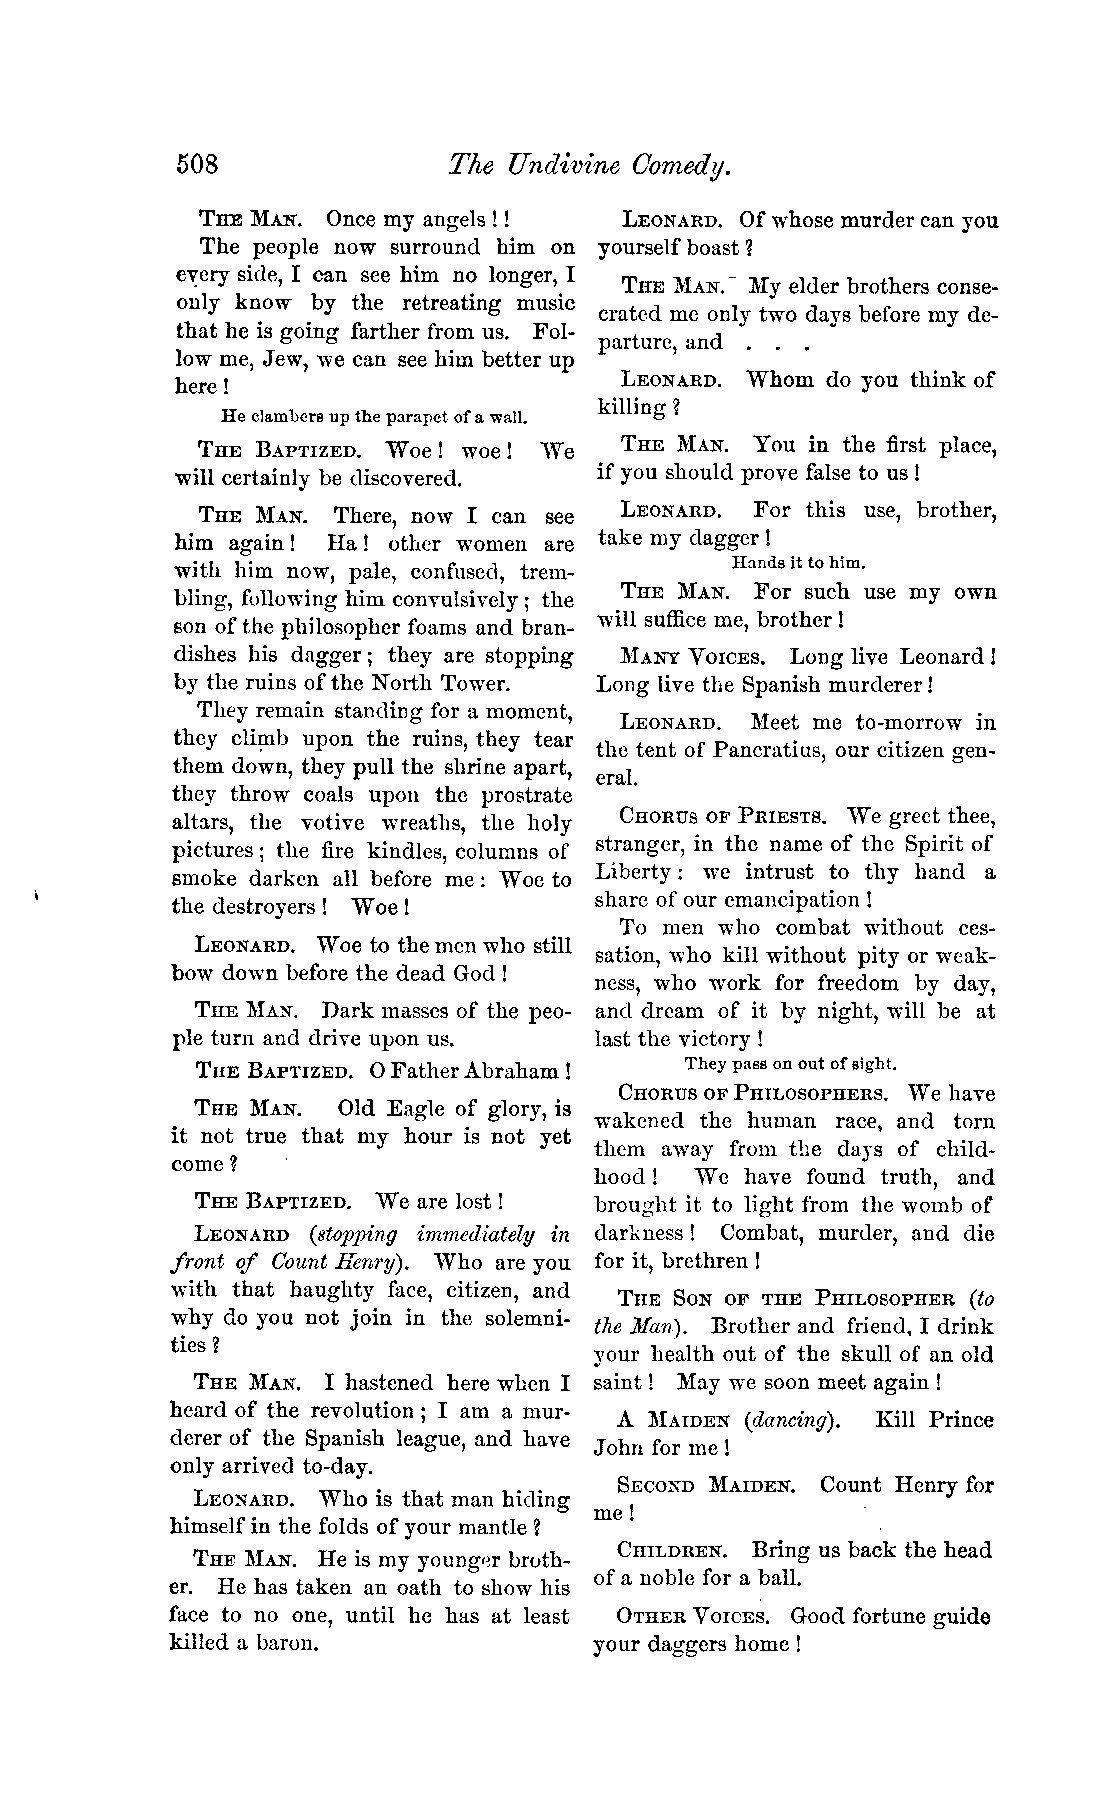 508 The Undivine Comedy.
THE MAN. Once my angels ! !
The people now surround him on
every side, I can see him no longer, I
only know by the retreating music
that he is going farther from us. Fol-
low me, Jew, we can see him better up
here !
He clambers up the parapet of a wall.
THE BAPTIZED. Woe ! woe ! We
will certainly be discovered.
THE MAN. There, now I can see
him again ! Ha ! other women are
with him now, pale, confused, trem-
bling, following him convulsively ; the
son of the philosopher foams and bran-
dishes his dagger ; they are stopping
by the ruins of the North Tower.
They remain standing for a moment,
they climb upon the ruins, they tear
them down, they pull the shrine apart,
they throw coals upon the prostrate
altars, the votive wreaths, the holy
pictures ; the fire kindles, columns of
smoke darken all before me : Woe to
the destroyers ! Woe !
LEONARD. Woe to the men who still
bow down before the dead God !
THE MAN. Dark masses of the peo-
ple turn and drive upon us.
THE BAPTIZED. O Father Abraham !
THE MAN. Old Eagle of glory, is
it not true that my hour is not yet
come ?
THE BAPTIZED. We are lost !
LEONARD (stopping immediately in
front of Count Henry). Who are you
with that haughty face, citizen, and
why do you not join in the solemni-
ties ?
THE MAN. I hastened here when I
heard of the revolution ; I am a mur-
derer of the Spanish league, and have
only arrived to-day.
LEONARD. Who is that man hiding
himself in the folds of your mantle ?
THE MAN. He is my younger broth-
er. He has taken an oath to show his
face to no one, until he has at least
killed a baron.
LEONARD. Of whose murder can you
yourself boast ?
THE MAN. My elder brothers conse-
crated me only two days before my de-
parture, and . . .
LEONARD. Whom do you think of
killing ?
THE MAN. You in the first place,
if you should prove false to us !
LEONARD. For this use, brother,
take my dagger !
Hands it to him.
THE MAN. For such use my own
will suffice me, brother !
MANY VOICES. Long live Leonard !
Long live the Spanish murderer !
LEONARD. Meet me to-morrow in
the tent of Pancratius, our citizen gen-
eral.
CHORUS OF PRIESTS. We greet thee,
stranger, in the name of the Spirit of
Liberty : we intrust to thy hand a
share of our emancipation !
To men who combat without ces-
sation, who kill without pity or weak-
ness, who work for freedom by day,
and dream of it by night, will be at
last the victory !
They pass on out of sight.
CHORUS OF PHILOSOPHERS. We have
wakened the human race, and torn
them away from the days of child-
hood ! We have found truth, and
brought it to light from the womb of
darkness ! Combat, murder, and die
for it, brethren !
THE SON OF THE PHILOSOPHER (to
the Man). Brother and friend, I drink
your health out of the skull of an old
saint ! May we soon meet again !
A MAIDEN (dancing). Kill Prince
John for me !
SECOND MAIDEN. Count Henry for
me !
CHILDREN. Bring us back the head
of a noble for a ball.
OTHER VOICES. Good fortune guide
your daggers home !